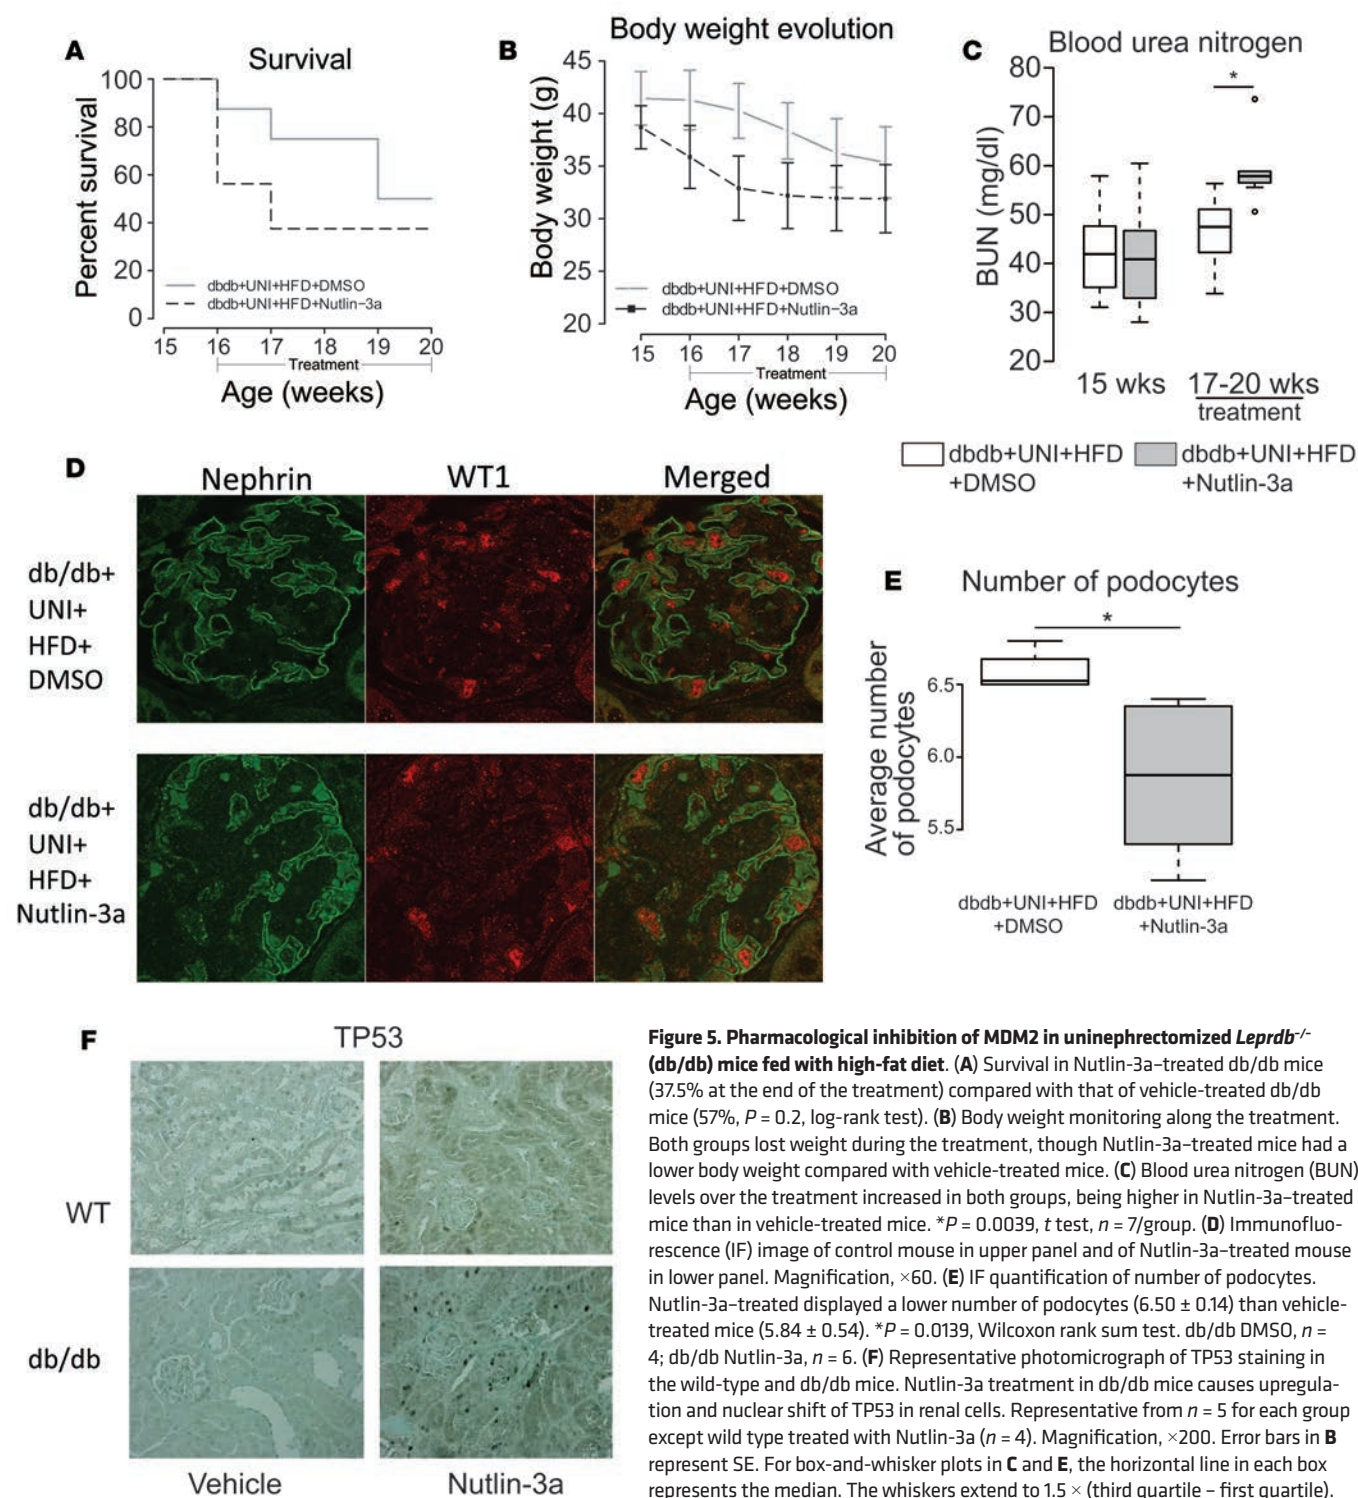 A
Survival
Percent survival
100
80
60
40
20
0
dbdb+UNI+HFD+DMSO
dbdb+UNI+HFD+Nutlin−3a
15 16 17 18 19 20
Treatment
Age (weeks)
B
Body weight evolution
Body weight (g)
45
40
35
30
25
20
dbdb+UNI+HFD+DMSO
dbdb+UNI+HFD+Nutlin−3a
15 16 17 18 19 20
Treatment
Age (weeks)
C
Blood urea nitrogen
BUN (mg/dl)
80
70
60
50
40
30
20
*
15 wks 17-20 wks
treatment
dbdb+UNI+HFD
+DMSO
dbdb+UNI+HFD
+Nutlin-3a
D
Nephrin WT1 Merged
db/db+
UNI+
HFD+
DMSO
db/db+
UNI+
HFD+
Nutlin-3a
E
Number of podocytes
Average number
of podocytes
*
6.5
6.0
5.5
dbdb+UNI+HFD
+DMSO
dbdb+UNI+HFD
+Nutlin-3a
F
TP53
WT
db/db
Vehicle Nutlin-3a
Figure 5. Pharmacological inhibition of MDM2 in uninephrectomized Leprdb−/−
(db/db) mice fed with high-fat diet. (A) Survival in Nutlin-3a–treated db/db mice
(37.5% at the end of the treatment) compared with that of vehicle-treated db/db
mice (57%, P = 0.2, log-rank test). (B) Body weight monitoring along the treatment.
Both groups lost weight during the treatment, though Nutlin-3a–treated mice had a
lower body weight compared with vehicle-treated mice. (C) Blood urea nitrogen (BUN)
levels over the treatment increased in both groups, being higher in Nutlin-3a–treated
mice than in vehicle-treated mice. *P = 0.0039, t test, n = 7/group. (D) Immunofluo-
rescence (IF) image of control mouse in upper panel and of Nutlin-3a–treated mouse
in lower panel. Magnification, ×60. (E) IF quantification of number of podocytes.
Nutlin-3a–treated displayed a lower number of podocytes (6.50 ± 0.14) than vehicle-
treated mice (5.84 ± 0.54). *P = 0.0139, Wilcoxon rank sum test. db/db DMSO, n =
4; db/db Nutlin-3a, n = 6. (F) Representative photomicrograph of TP53 staining in
the wild-type and db/db mice. Nutlin-3a treatment in db/db mice causes upregula-
tion and nuclear shift of TP53 in renal cells. Representative from n = 5 for each group
except wild type treated with Nutlin-3a (n = 4). Magnification, ×200. Error bars in B
represent SE. For box-and-whisker plots in C and E, the horizontal line in each box
represents the median. The whiskers extend to 1.5 × (third quartile – first quartile).